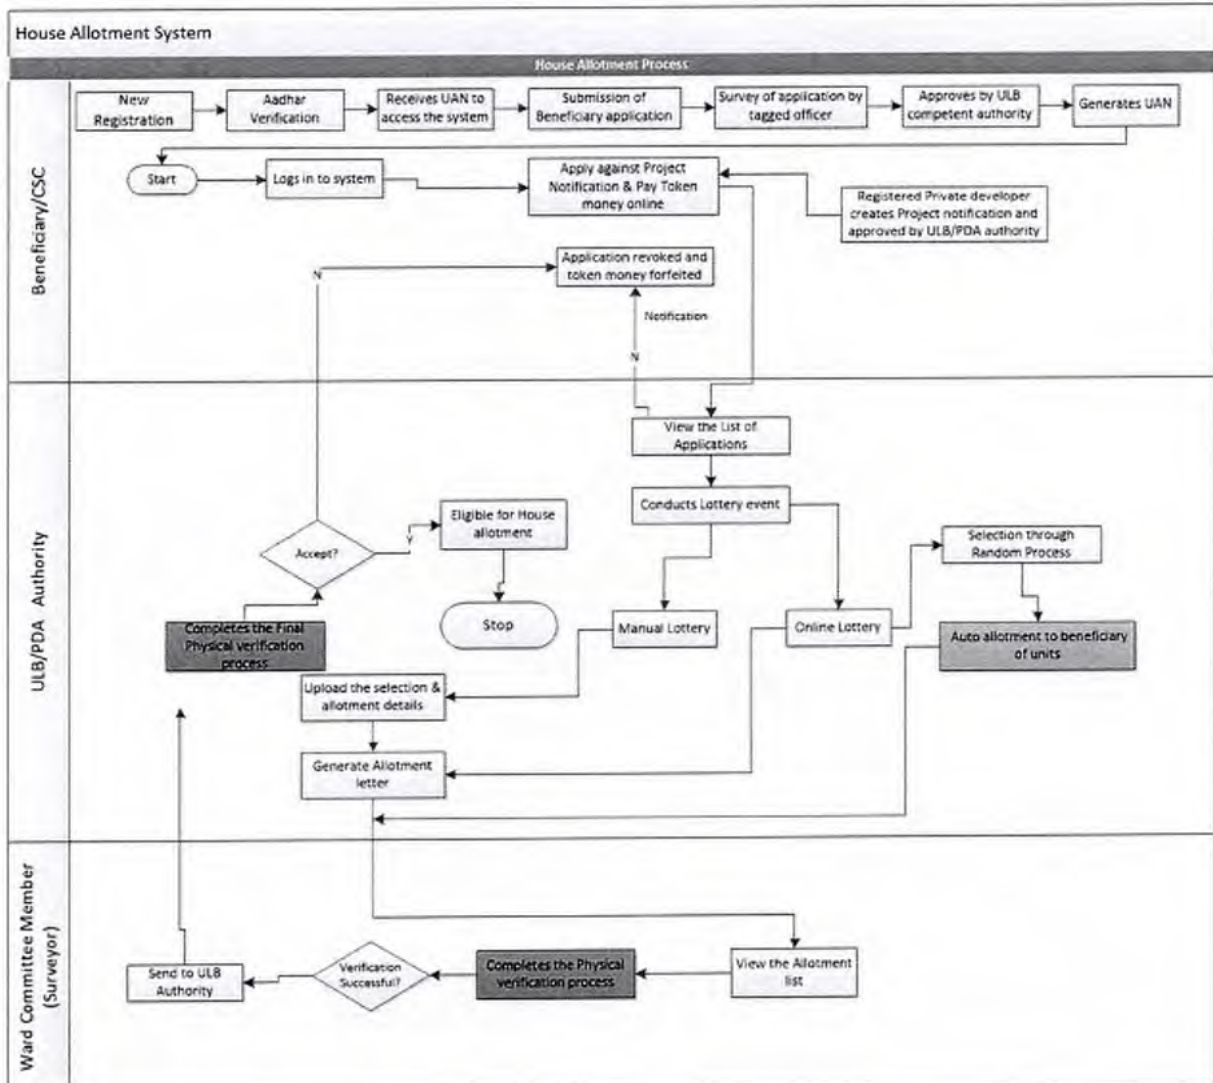 House Allotment System
House Allotment Process
Beneficiary/CSC
New
Registration
Aadhar
Verification
Receives UAN to
access the system
Submission of
Beneficiary application
Survey of application by
tagged officer
Approves by ULB
competent authority
Generates UAN
Start
Logs in to system
Apply against Project
Notification & Pay Token
money online
Registered Private developer
creates Project notification and
approved by ULB/PDA authority
Application revoked and
token money forfeited
N
Notification
N
ULB/PDA Authority
View the List of
Applications
Conducts Lottery event
Eligible for House
allotment
Y
Accept?
Selection through
Random Process
Stop
Manual Lottery
Online Lottery
Auto allotment to beneficiary
of units
Completes the Final
Physical verification
process
Upload the selection &
allotment details
Generate Allotment
letter
Ward Committee Member
(Surveyor)
Send to ULB
Authority
Verification
Successful?
Completes the Physical
verification process
View the Allotment
list